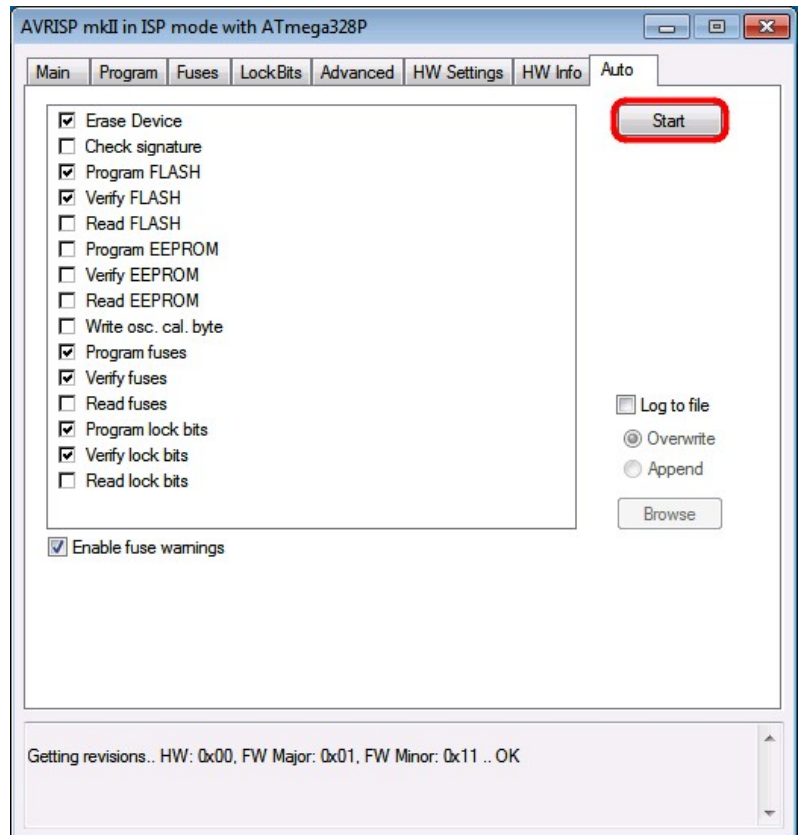 AVRISP mkII in ISP mode with ATmega328P
Main Program Fuses LockBits Advanced HW Settings HW Info Auto
Erase Device
Start
Check signature
Program FLASH
Verify FLASH
Read FLASH
Program EEPROM
Verify EEPROM
Read EEPROM
Write osc. cal. byte
Program fuses
Verify fuses
Read fuses
Log to file
Program lock bits
Overwrite
Verify lock bits
Append
Read lock bits
Browse
Enable fuse warnings
Getting revisions.. HW: 0x00, FW Major: 0x01, FW Minor: 0x11 .. OK